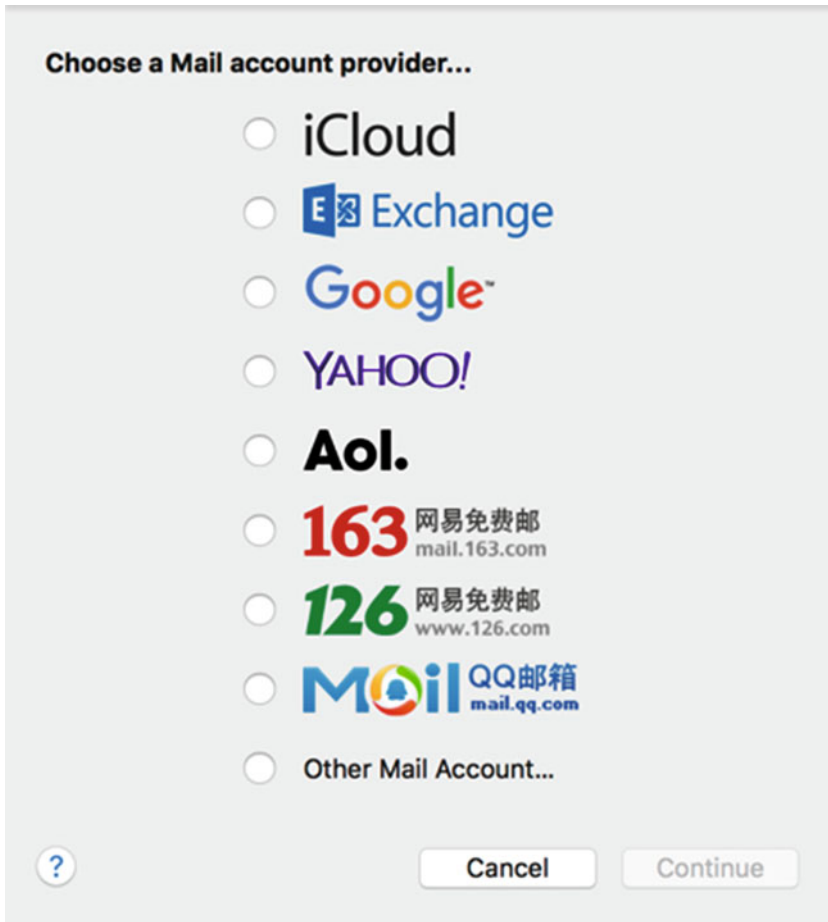 Choose a Mail account provider...
iCloud
E Exchange
Google™
YAHOO!
Aol.
163 网易免费邮
mail.163.com
126 网易免费邮
www.126.com
Mail QQ邮箱
mail.qq.com
Other Mail Account...
? Cancel Continue